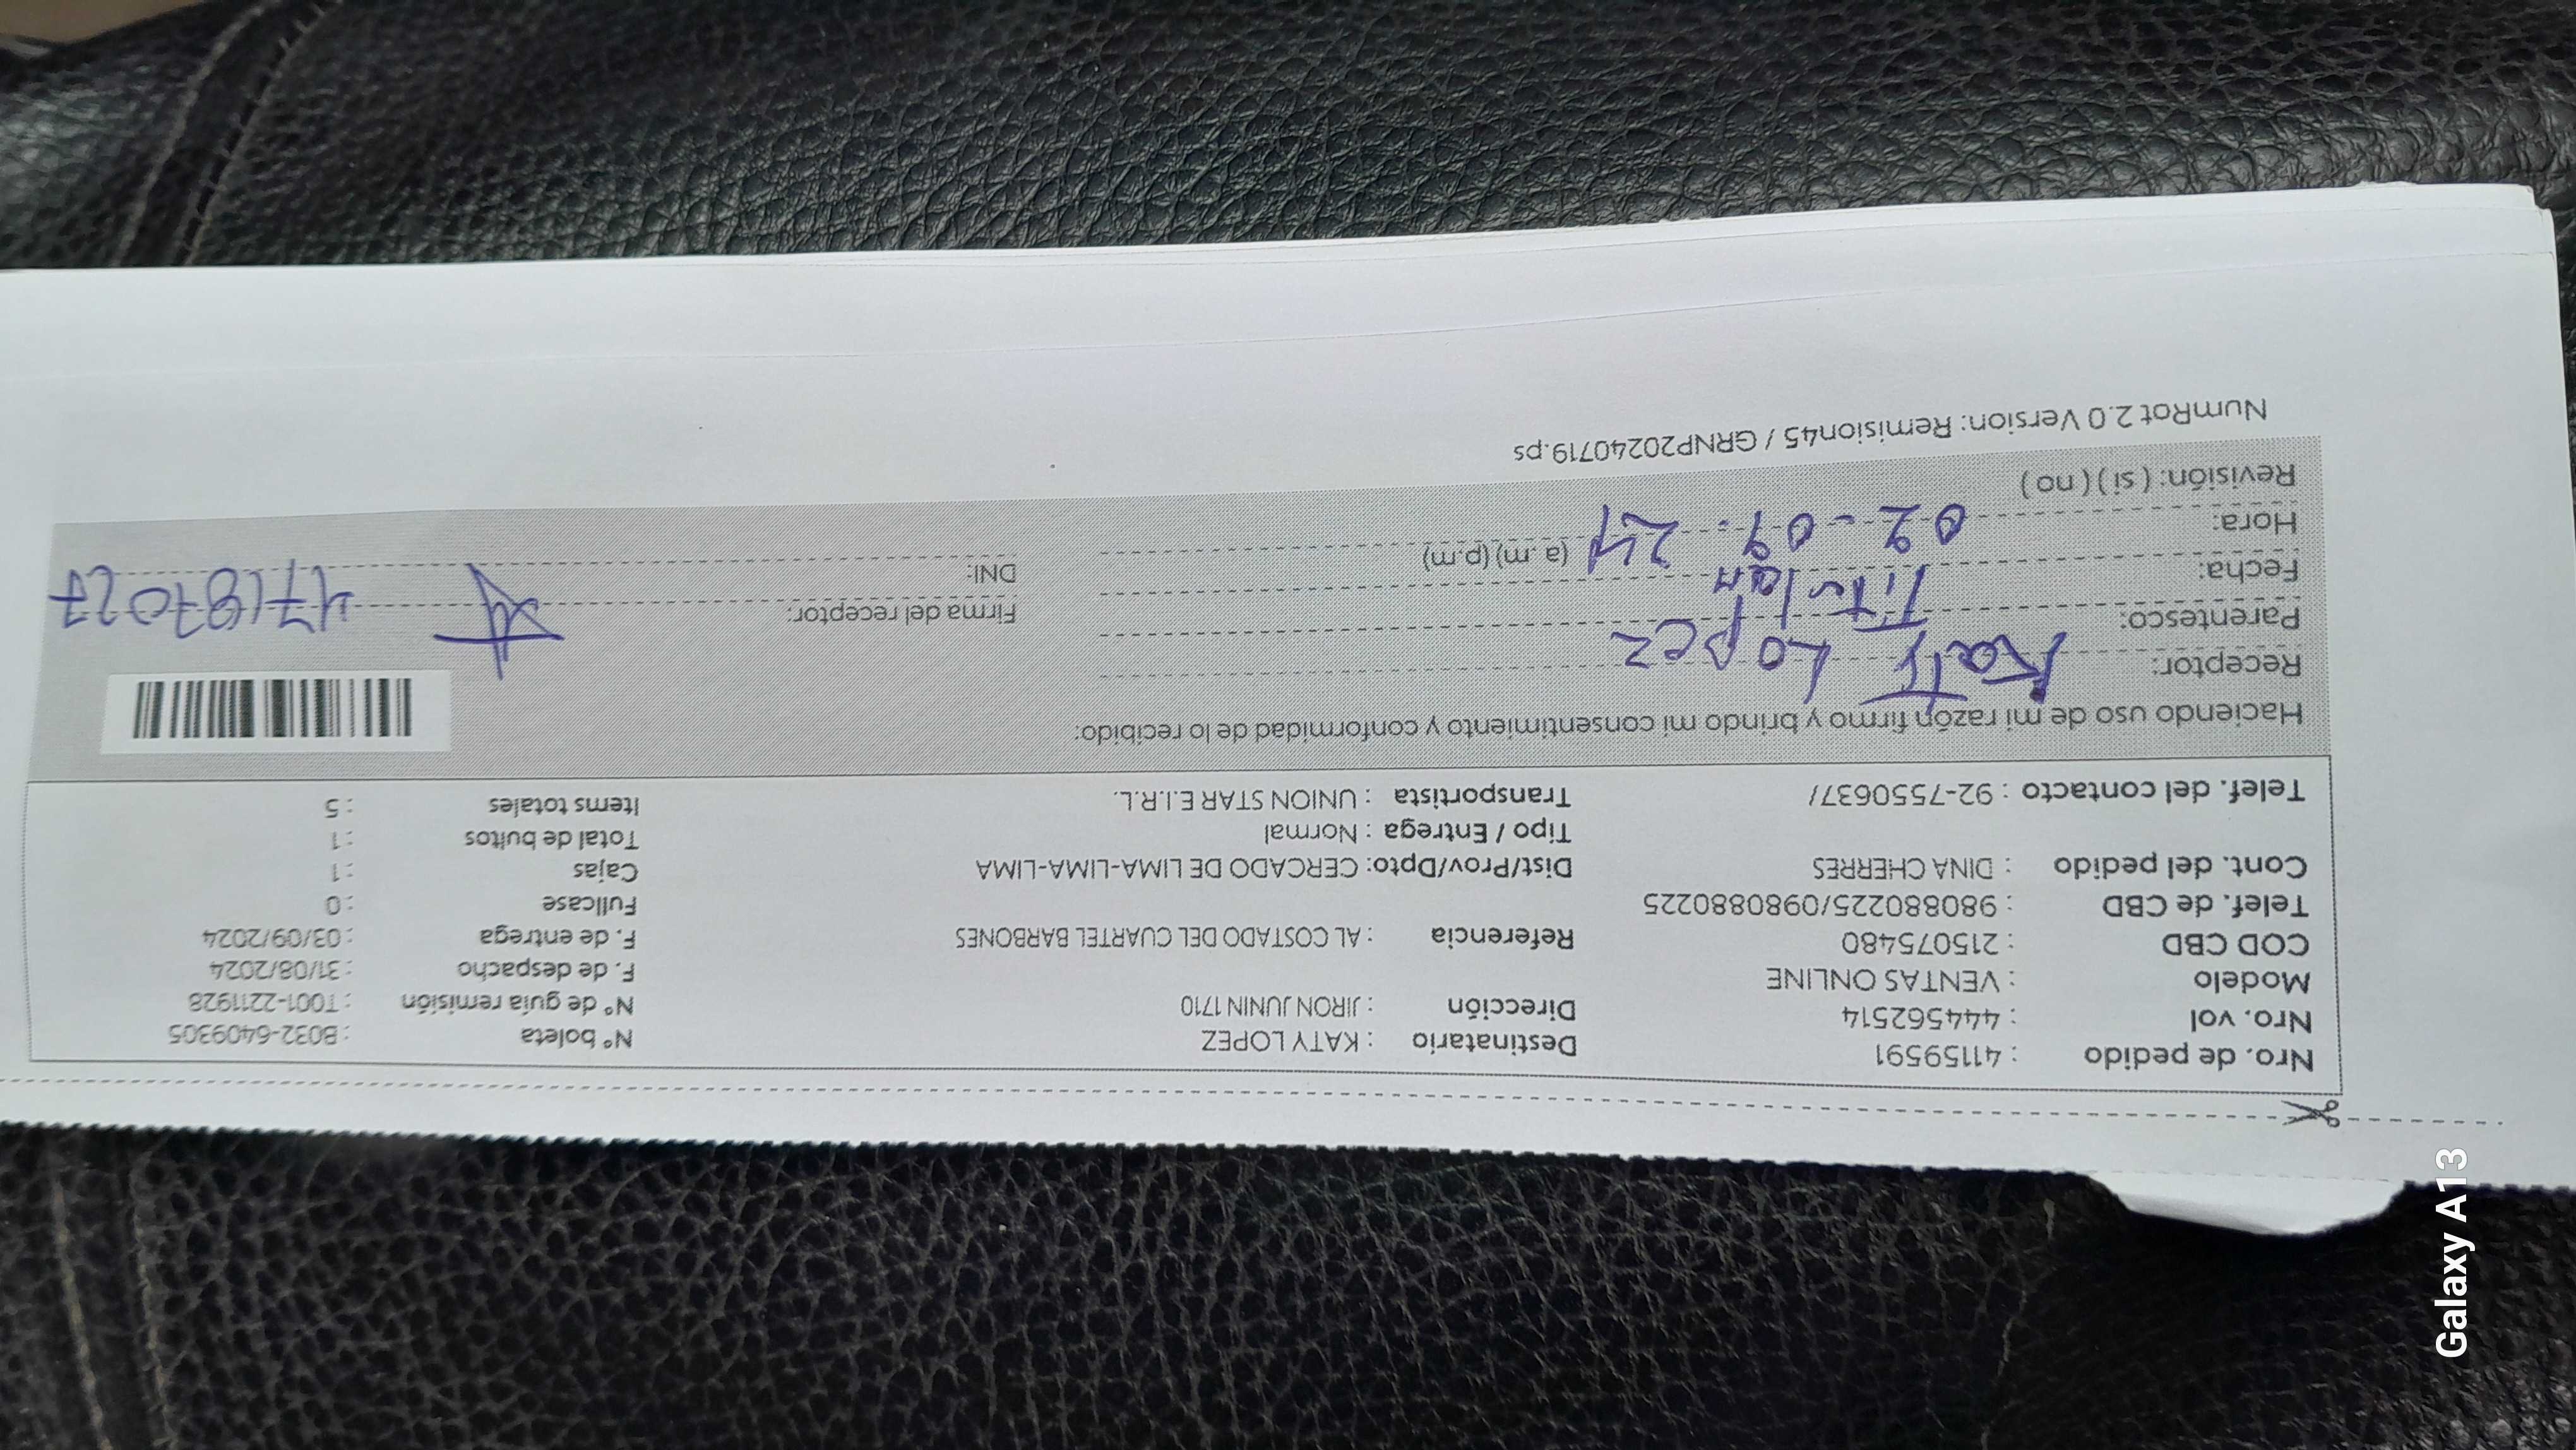 Nro. de pedido : 41159591
Nro. vol : 444562514
Modelo : VENTAS ONLINE
COD CBD : 215075480
Telef. de CBD : 980880225/0980880225
Cont. del pedido : DINA CHERRES
Telef. del contacto : 92-7550637/
Destinatario : KATY LOPEZ
Dirección : JIRON JUNIN 1710
Referencia : AL COSTADO DEL CUARTEL BARBONES
Dist/Prov/Dpto: CERCADO DE LIMA-LIMA-LIMA
Tipo / Entrega : Normal
Transportista : UNION STAR E.I.R.L.
N° boleta : B032-6409305
N° de guía remisión : T001-2211928
F. de despacho : 31/08/2024
F. de entrega : 03/09/2024
Fullcase : 0
Cajas : 1
Total de bultos : 1
Items totales : 5
Haciendo uso de mi razón firmo y brindo mi consentimiento y conformidad de lo recibido:
Receptor: Katy Lopez
Parentesco: Titular
Fecha:
Hora: 02-09-24 (a.m) (p.m)
Revisión: ( si ) ( no )
Firma del receptor:
DNI: 47187027
NumRot 2.0 Version: Remision45 / GRNP20240719.ps
Galaxy A13